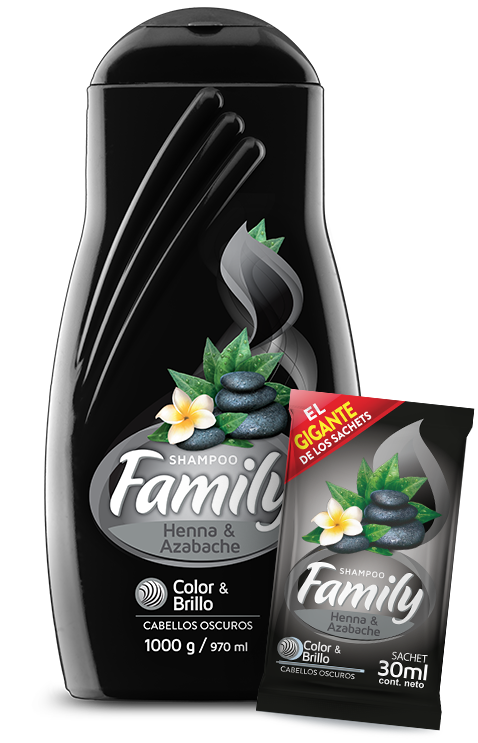 SHAMPOO
Family
Henna &
Azabache
Color &
Brillo
CABELLOS OSCUROS
1000 g / 970 ml
EL
GIGANTE
DE LOS SACHETS
SHAMPOO
Family
Henna &
Azabache
Color &
Brillo
CABELLOS OSCUROS
SACHET
30ml
cont. neto